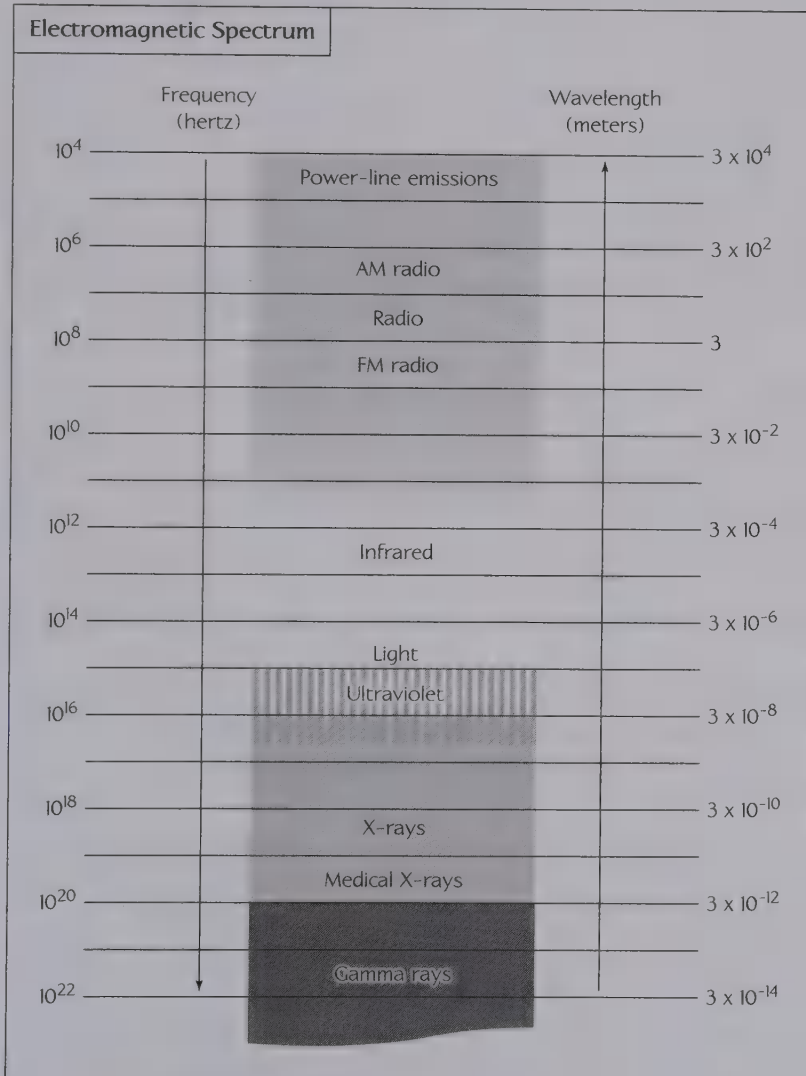 Electromagnetic Spectrum
Frequency
(hertz)
Wavelength
(meters)
10⁴
3 x 10⁴
Power-line emissions
10⁶
3 x 10²
AM radio
Radio
10⁸
3
FM radio
10¹⁰
3 x 10⁻²
10¹²
3 x 10⁻⁴
Infrared
10¹⁴
3 x 10⁻⁶
Light
Ultraviolet
10¹⁶
3 x 10⁻⁸
10¹⁸
3 x 10⁻¹⁰
X-rays
Medical X-rays
10²⁰
3 x 10⁻¹²
Gamma rays
10²²
3 x 10⁻¹⁴